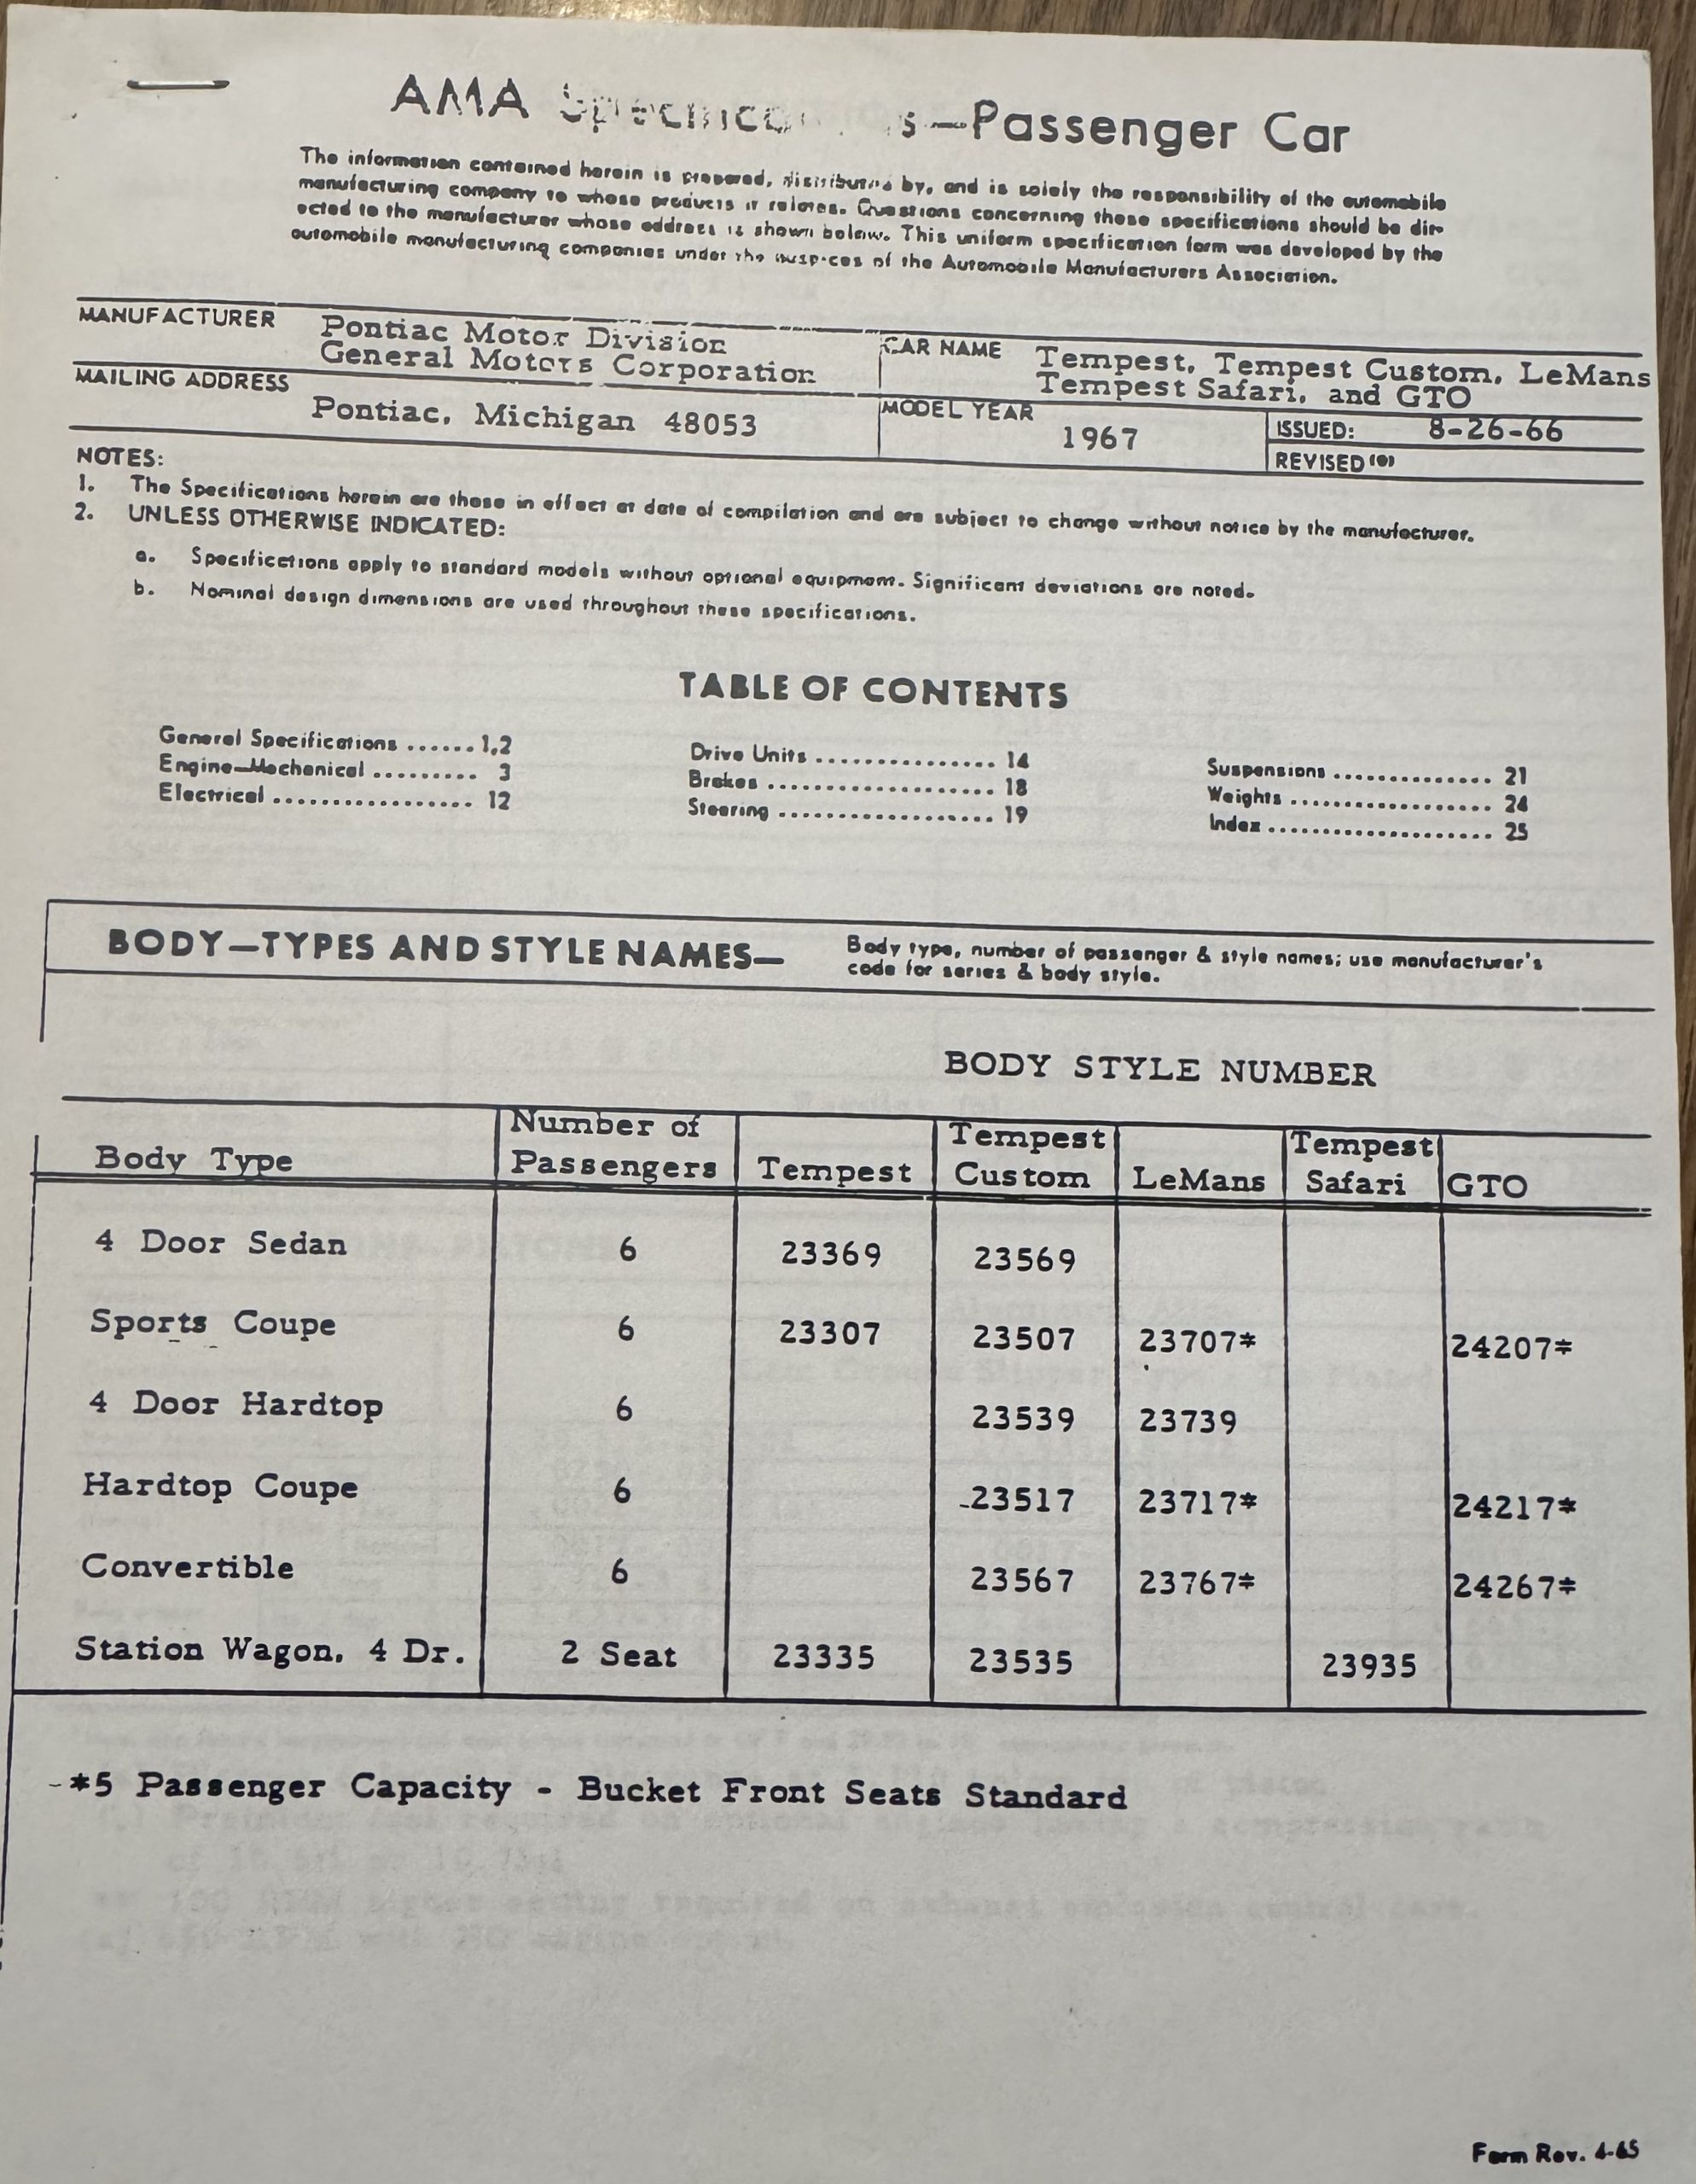 AMA Specifications—Passenger Car
The information contained herein is prepared, distributed by, and is solely the responsibility of the automobile
manufacturing company to whose products it relates. Questions concerning these specifications should be dir-
ected to the manufacturer whose address is shown below. This uniform specification form was developed by the
automobile manufacturing companies under the auspices of the Automobile Manufacturers Association.
MANUFACTURER Pontiac Motor Division
General Motors Corporation
CAR NAME Tempest, Tempest Custom, LeMans
Tempest Safari, and GTO
MAILING ADDRESS
Pontiac, Michigan 48053
MODEL YEAR
1967
ISSUED: 8-26-66
REVISED (•)
NOTES:
1. The Specifications herein are those in effect at date of compilation and are subject to change without notice by the manufacturer.
2. UNLESS OTHERWISE INDICATED:
a. Specifications apply to standard models without optional equipment. Significant deviations are noted.
b. Nominal design dimensions are used throughout these specifications.
TABLE OF CONTENTS
General Specifications ...... 1,2
Engine—Mechanical ......... 3
Electrical ................. 12
Drive Units ............... 14
Brakes ................... 18
Steering .................. 19
Suspensions ............. 21
Weights ................. 24
Index ................... 25
BODY—TYPES AND STYLE NAMES— Body type, number of passenger & style names; use manufacturer's
code for series & body style.
BODY STYLE NUMBER
Body Type Number of Passengers Tempest Tempest Custom LeMans Tempest Safari GTO
4 Door Sedan 6 23369 23569
Sports Coupe 6 23307 23507 23707* 24207*
4 Door Hardtop 6 23539 23739
Hardtop Coupe 6 23517 23717* 24217*
Convertible 6 23567 23767* 24267*
Station Wagon, 4 Dr. 2 Seat 23335 23535 23935
*5 Passenger Capacity - Bucket Front Seats Standard
Form Rev. 4-65